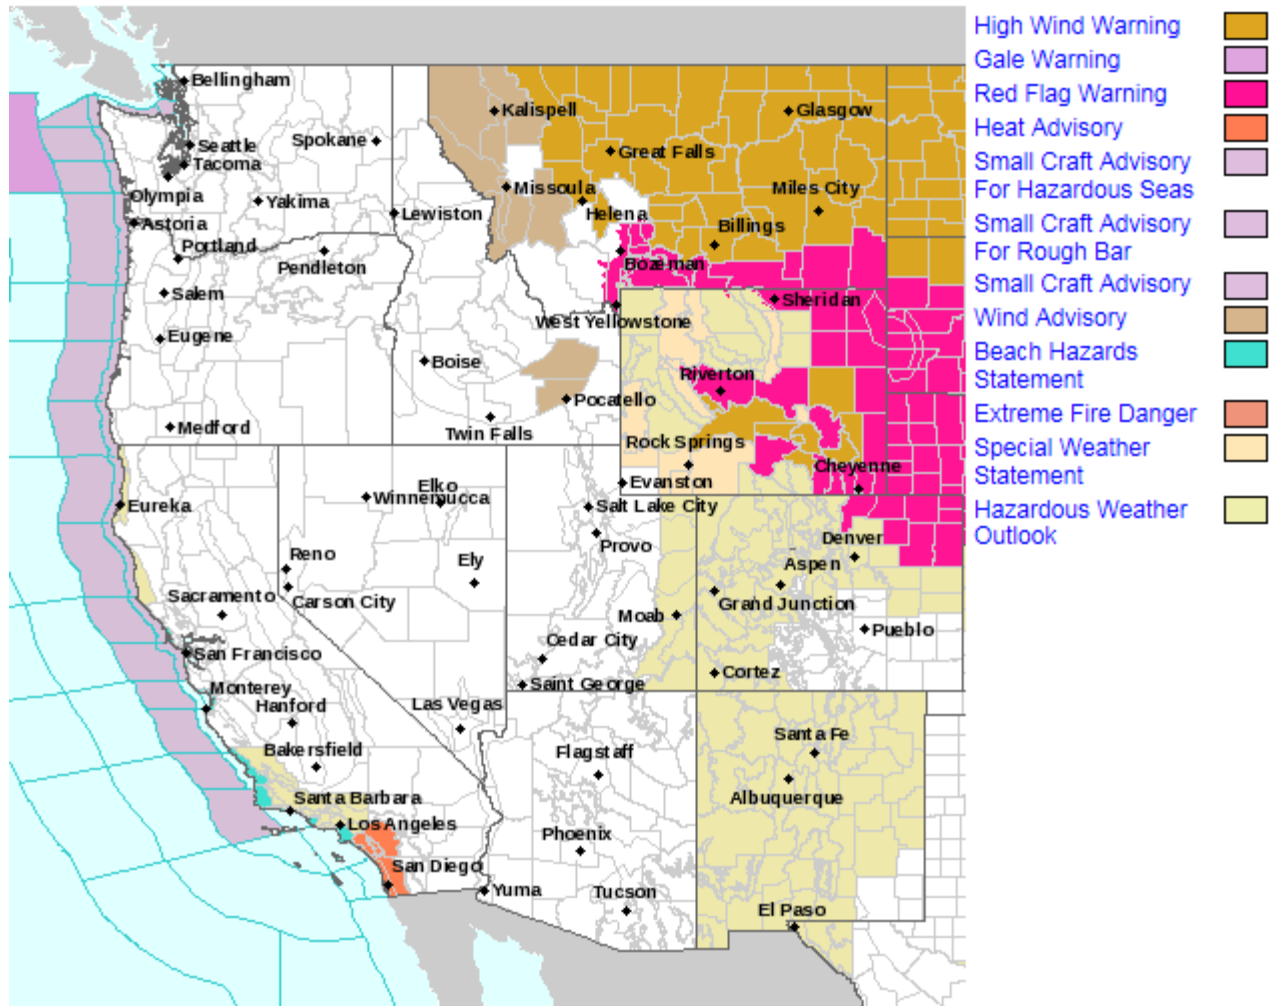 High Wind Warning
Gale Warning
Red Flag Warning
Heat Advisory
Small Craft Advisory
For Hazardous Seas
Small Craft Advisory
For Rough Bar
Small Craft Advisory
Wind Advisory
Beach Hazards
Statement
Extreme Fire Danger
Special Weather
Statement
Hazardous Weather
Outlook
Bellingham
Kalispell
Glasgow
Seattle
Spokane
Great Falls
Tacoma
Olympia
Yakima
Missoula
Miles City
Astoria
Lewiston
Helena
Billings
Portland
Pendleton
Bozeman
Salem
Sheridan
West Yellowstone
Eugene
Boise
Riverton
Pocatello
Medford
Twin Falls
Rock Springs
Cheyenne
Evanston
Elko
Winnemucca
Eureka
Salt Lake City
Provo
Denver
Reno
Ely
Aspen
Sacramento
Carson City
Grand Junction
Moab
Pueblo
San Francisco
Cedar City
Cortez
Monterey
Saint George
Hanford
Las Vegas
Bakersfield
Flagstaff
Santa Fe
Santa Barbara
Albuquerque
Los Angeles
Phoenix
San Diego
Yuma
Tucson
El Paso